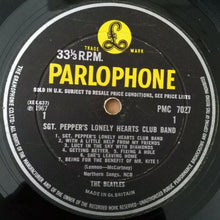 TRADE MARK
33⅓ R.P.M.
PARLOPHONE
SOLD IN U.K. SUBJECT TO RESALE PRICE CONDITIONS, SEE PRICE LISTS
(XEX.637)
℗1967
PMC 7027
1
1
SGT. PEPPER'S LONELY HEARTS CLUB BAND
1. SGT. PEPPER'S LONELY HEARTS CLUB BAND
2. WITH A LITTLE HELP FROM MY FRIENDS
3. LUCY IN THE SKY WITH DIAMONDS
4. GETTING BETTER; 5. FIXING A HOLE
6. SHE'S LEAVING HOME
7. BEING FOR THE BENEFIT OF MR. KITE!
(Lennon—McCartney)
Northern Songs, NCB
THE BEATLES
MADE IN GT. BRITAIN